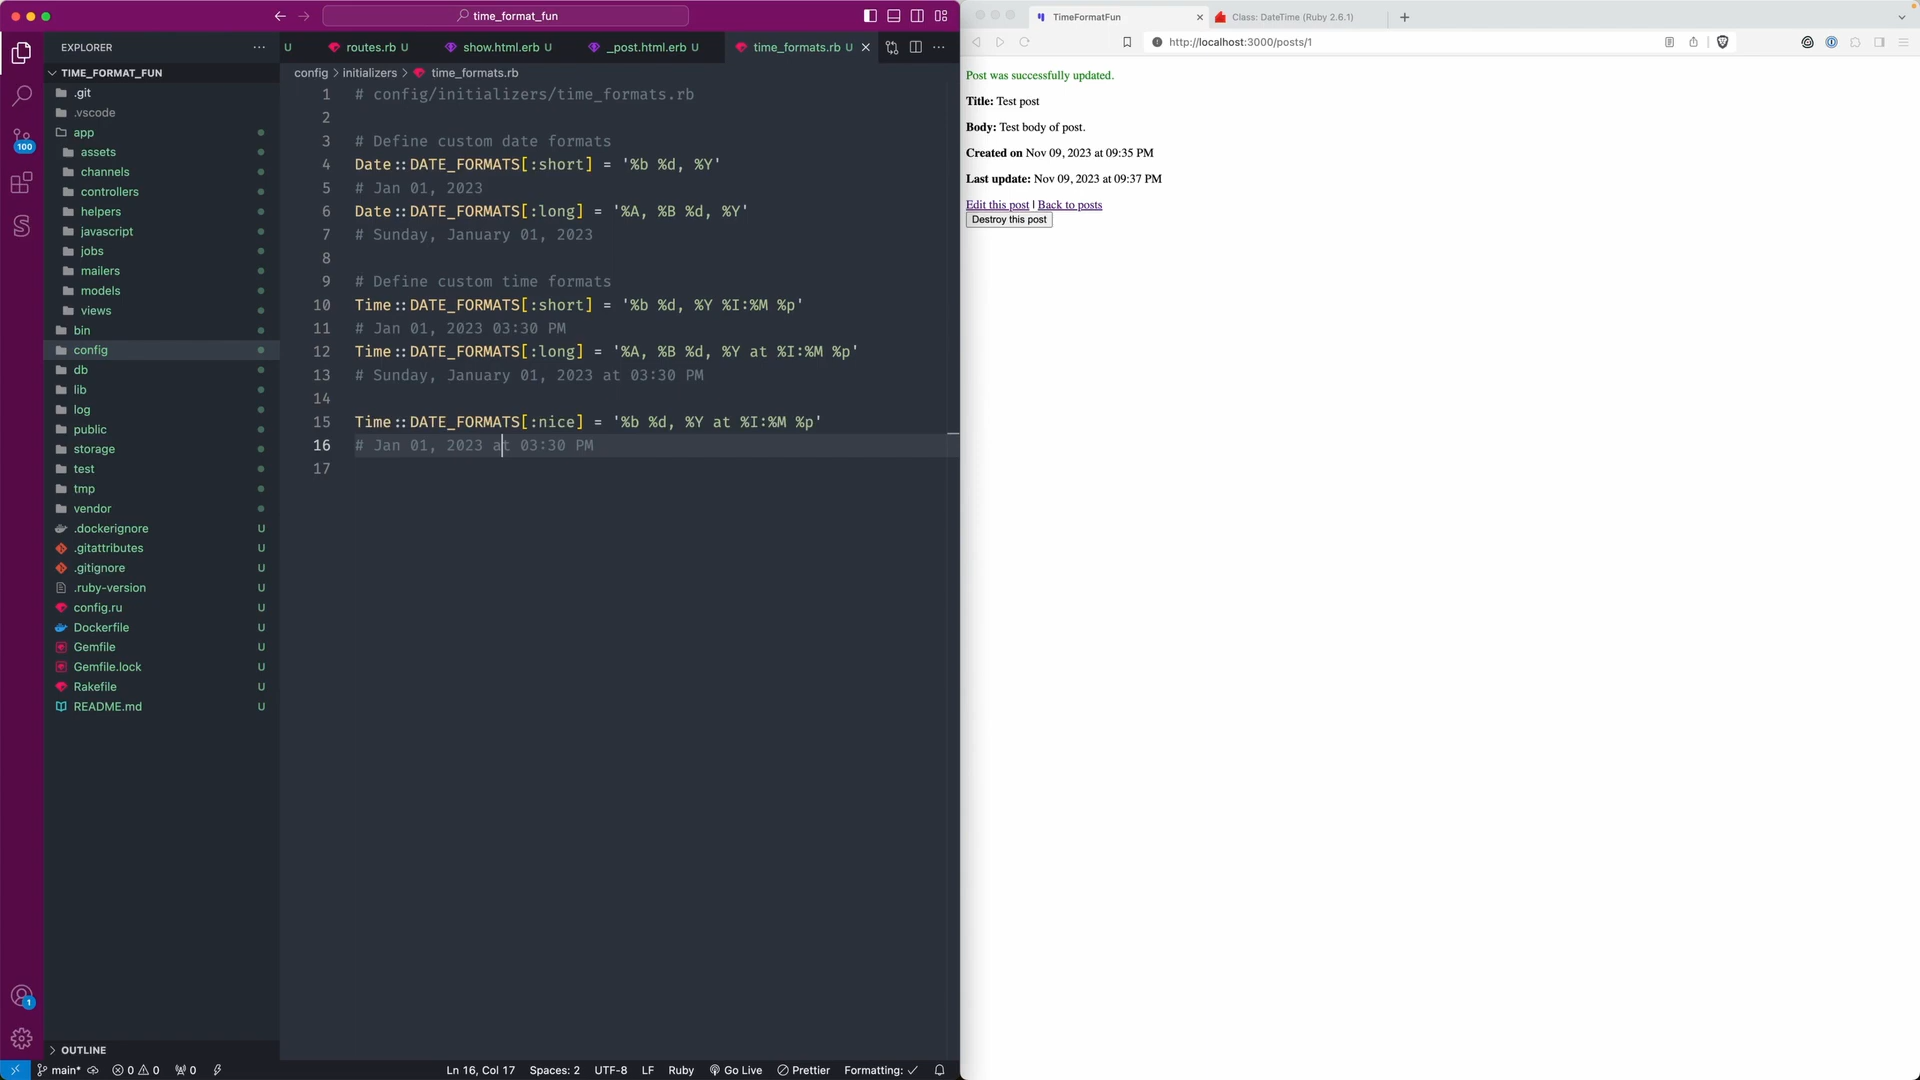 time_format_fun
EXPLORER
TIME_FORMAT_FUN
.git
.vscode
app
assets
channels
controllers
helpers
javascript
jobs
mailers
models
views
bin
config
db
lib
log
public
storage
test
tmp
vendor
.dockerignore U
.gitattributes U
.gitignore U
.ruby-version U
config.ru U
Dockerfile U
Gemfile U
Gemfile.lock U
Rakefile U
README.md U
OUTLINE
100
1
U routes.rb U show.html.erb U _post.html.erb U time_formats.rb U
config > initializers > time_formats.rb
1 # config/initializers/time_formats.rb
2
3 # Define custom date formats
4 Date::DATE_FORMATS[:short] = '%b %d, %Y'
5 # Jan 01, 2023
6 Date::DATE_FORMATS[:long] = '%A, %B %d, %Y'
7 # Sunday, January 01, 2023
8
9 # Define custom time formats
10 Time::DATE_FORMATS[:short] = '%b %d, %Y %I:%M %p'
11 # Jan 01, 2023 03:30 PM
12 Time::DATE_FORMATS[:long] = '%A, %B %d, %Y at %I:%M %p'
13 # Sunday, January 01, 2023 at 03:30 PM
14
15 Time::DATE_FORMATS[:nice] = '%b %d, %Y at %I:%M %p'
16 # Jan 01, 2023 at 03:30 PM
17
main* 0 0 0 Ln 16, Col 17 Spaces: 2 UTF-8 LF Ruby Go Live Prettier Formatting:
TimeFormatFun Class: DateTime (Ruby 2.6.1)
http://localhost:3000/posts/1
Post was successfully updated.
Title: Test post
Body: Test body of post.
Created on Nov 09, 2023 at 09:35 PM
Last update: Nov 09, 2023 at 09:37 PM
Edit this post | Back to posts
Destroy this post